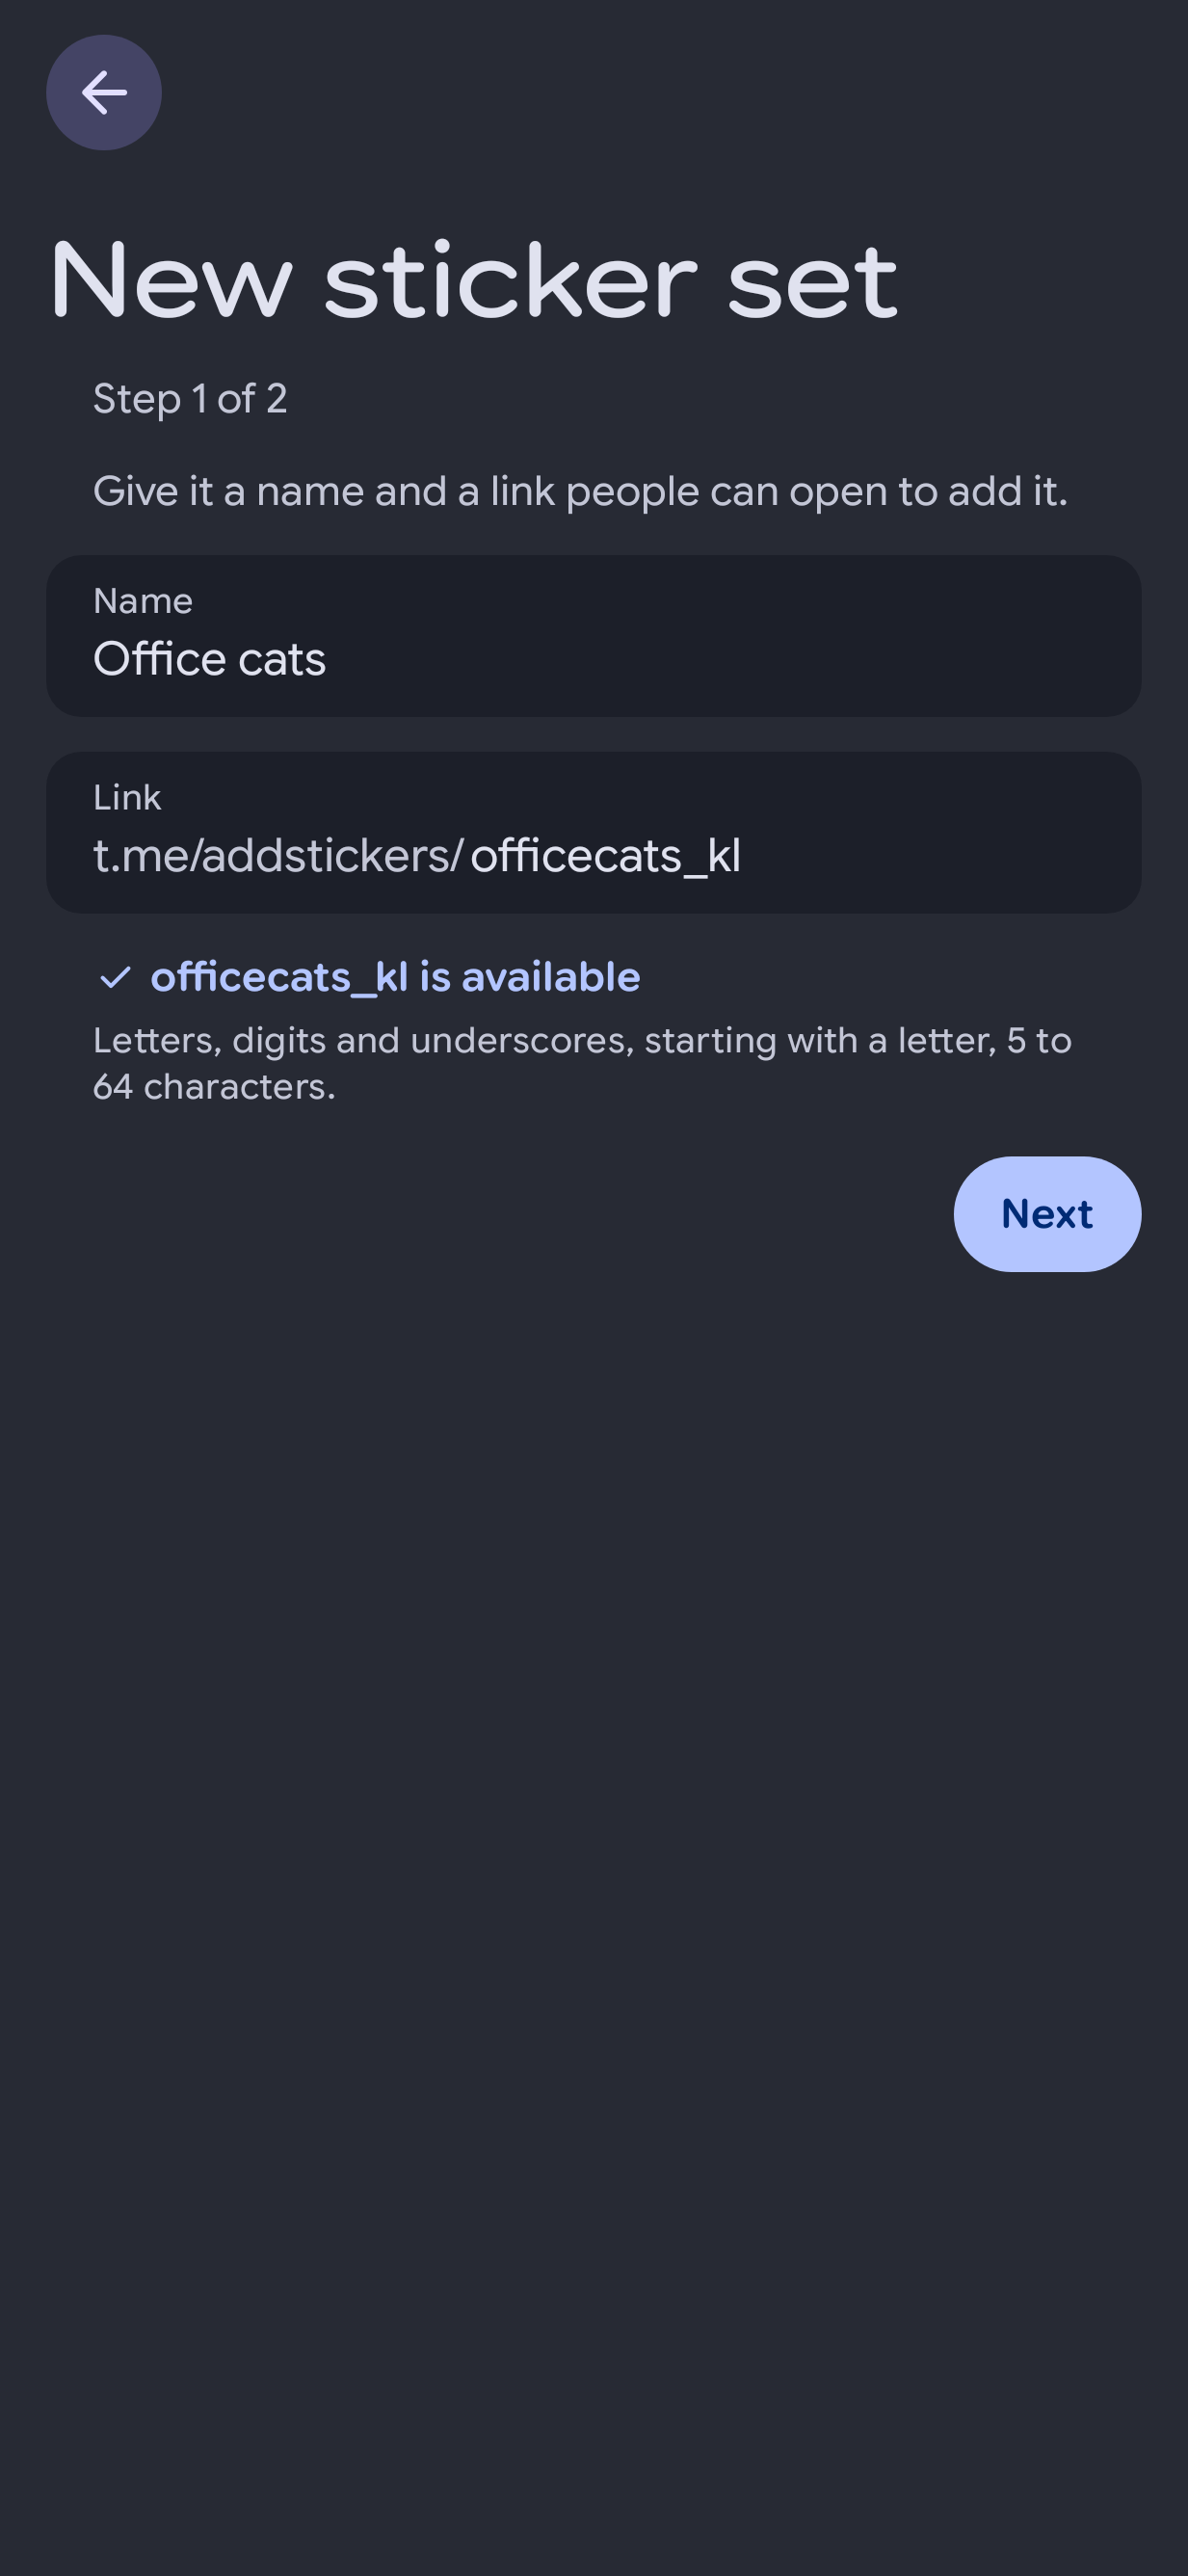 New sticker set
Step 1 of 2
Give it a name and a link people can open to add it.
Name
Office cats
Link
t.me/addstickers/officecats_kl
officecats_kl is available
Letters, digits and underscores, starting with a letter, 5 to
64 characters.
Next